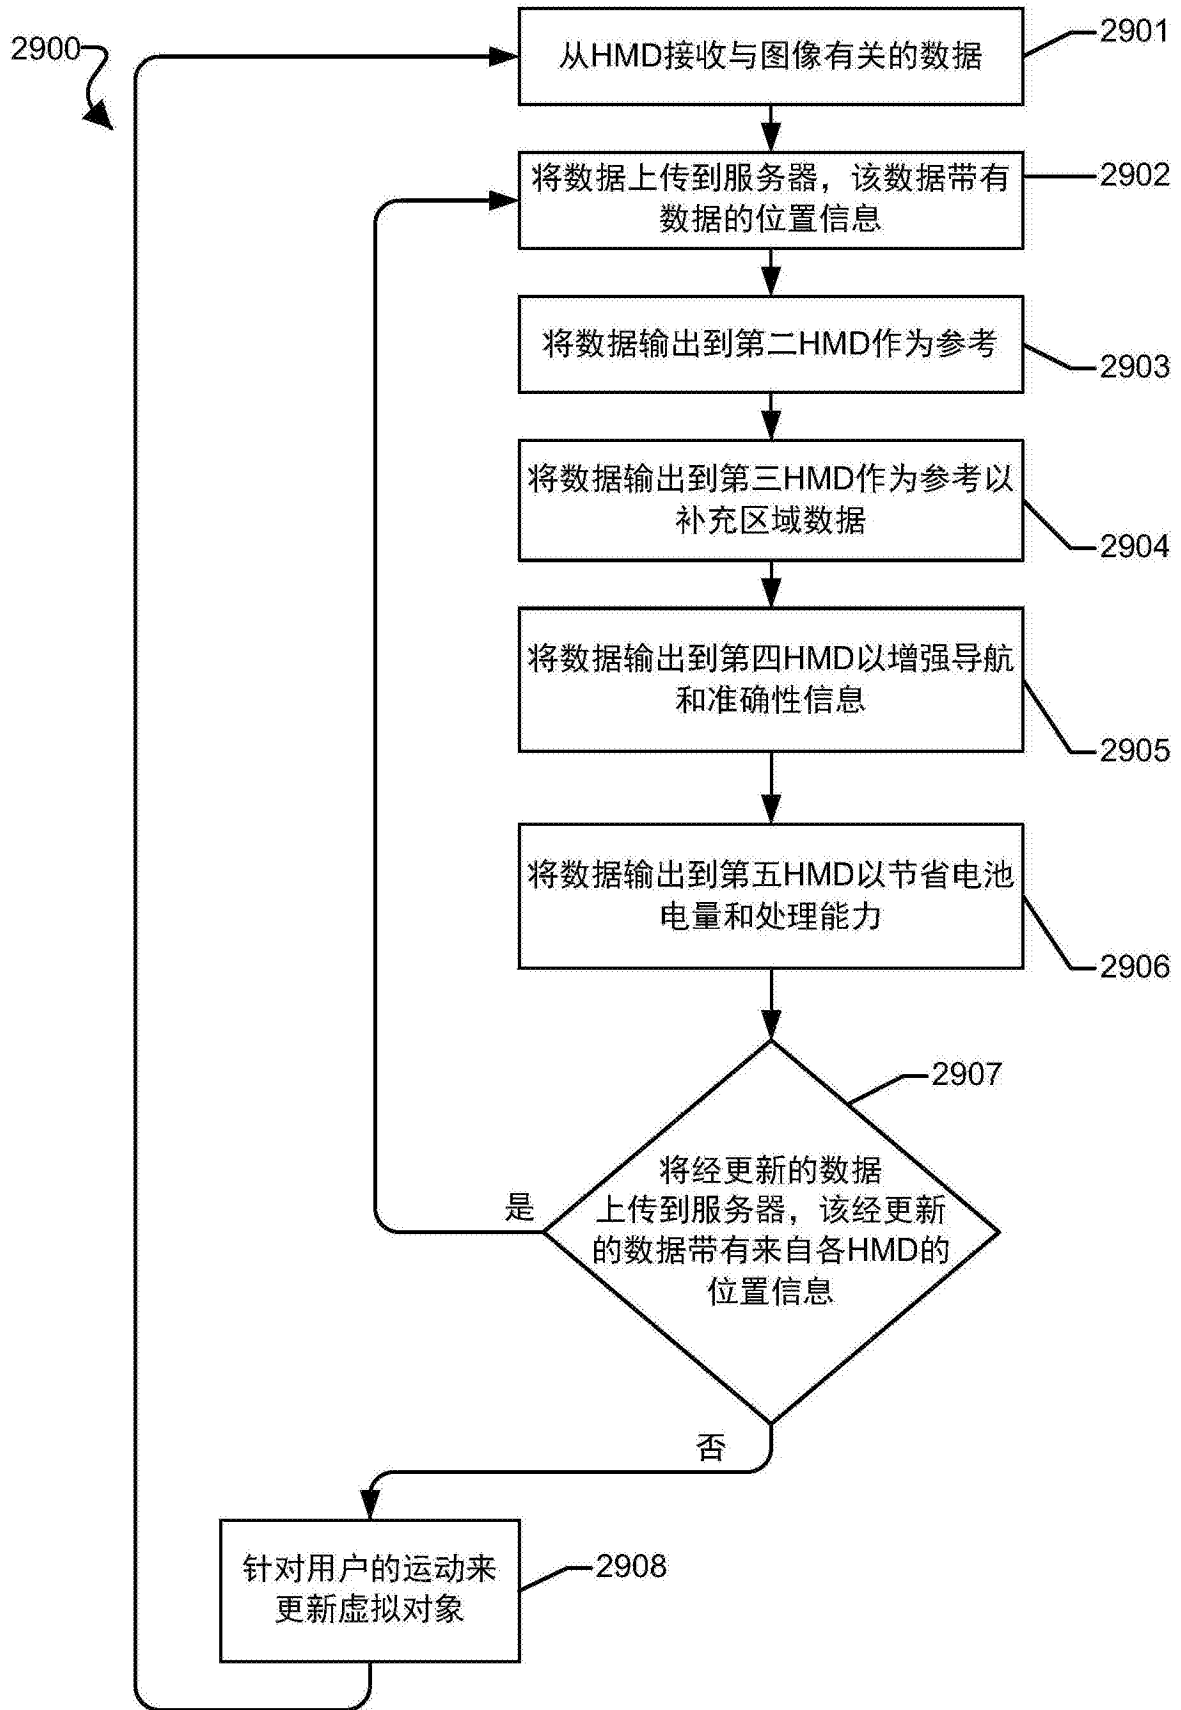 2900
从HMD接收与图像有关的数据
2901
将数据上传到服务器，该数据带有
数据的位置信息
2902
将数据输出到第二HMD作为参考
2903
将数据输出到第三HMD作为参考以
补充区域数据
2904
将数据输出到第四HMD以增强导航
和准确性信息
2905
将数据输出到第五HMD以节省电池
电量和处理能力
2906
2907
将经更新的数据
上传到服务器，该经更新
的数据带有来自各HMD的
位置信息
是
否
针对用户的运动来
更新虚拟对象
2908